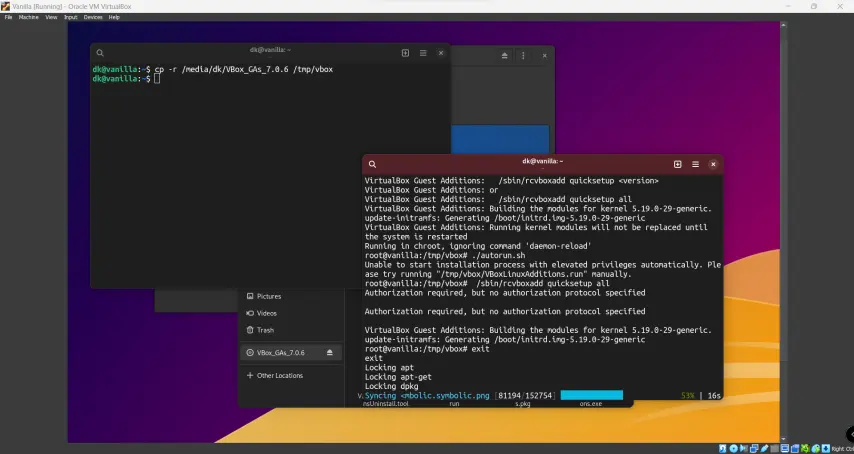 Vanilla [Running] - Oracle VM VirtualBox
File Machine View Input Devices Help
dk@vanilla: ~
dk@vanilla:~$ cp -r /media/dk/VBox_GAs_7.0.6 /tmp/vbox
dk@vanilla:~$
dk@vanilla: ~
VirtualBox Guest Additions:   /sbin/rcvboxadd quicksetup <version>
VirtualBox Guest Additions: or
VirtualBox Guest Additions:   /sbin/rcvboxadd quicksetup all
VirtualBox Guest Additions: Building the modules for kernel 5.19.0-29-generic.
update-initramfs: Generating /boot/initrd.img-5.19.0-29-generic
VirtualBox Guest Additions: Running kernel modules will not be replaced until
the system is restarted
Running in chroot, ignoring command 'daemon-reload'
root@vanilla:/tmp/vbox# ./autorun.sh
Unable to start installation process with elevated privileges automatically. Ple
ase try running "/tmp/vbox/VBoxLinuxAdditions.run" manually.
root@vanilla:/tmp/vbox#  /sbin/rcvboxadd quicksetup all
Authorization required, but no authorization protocol specified
Authorization required, but no authorization protocol specified
VirtualBox Guest Additions: Building the modules for kernel 5.19.0-29-generic.
update-initramfs: Generating /boot/initrd.img-5.19.0-29-generic
root@vanilla:/tmp/vbox# exit
exit
Locking apt
Locking apt-get
Locking dpkg
Syncing <mbolic.symbolic.png [81194/152754] 53% | 16s
Pictures
Videos
Trash
VBox_GAs_7.0.6
+ Other Locations
nsUninstall.tool run s.pkg ons.exe
Right Ctrl